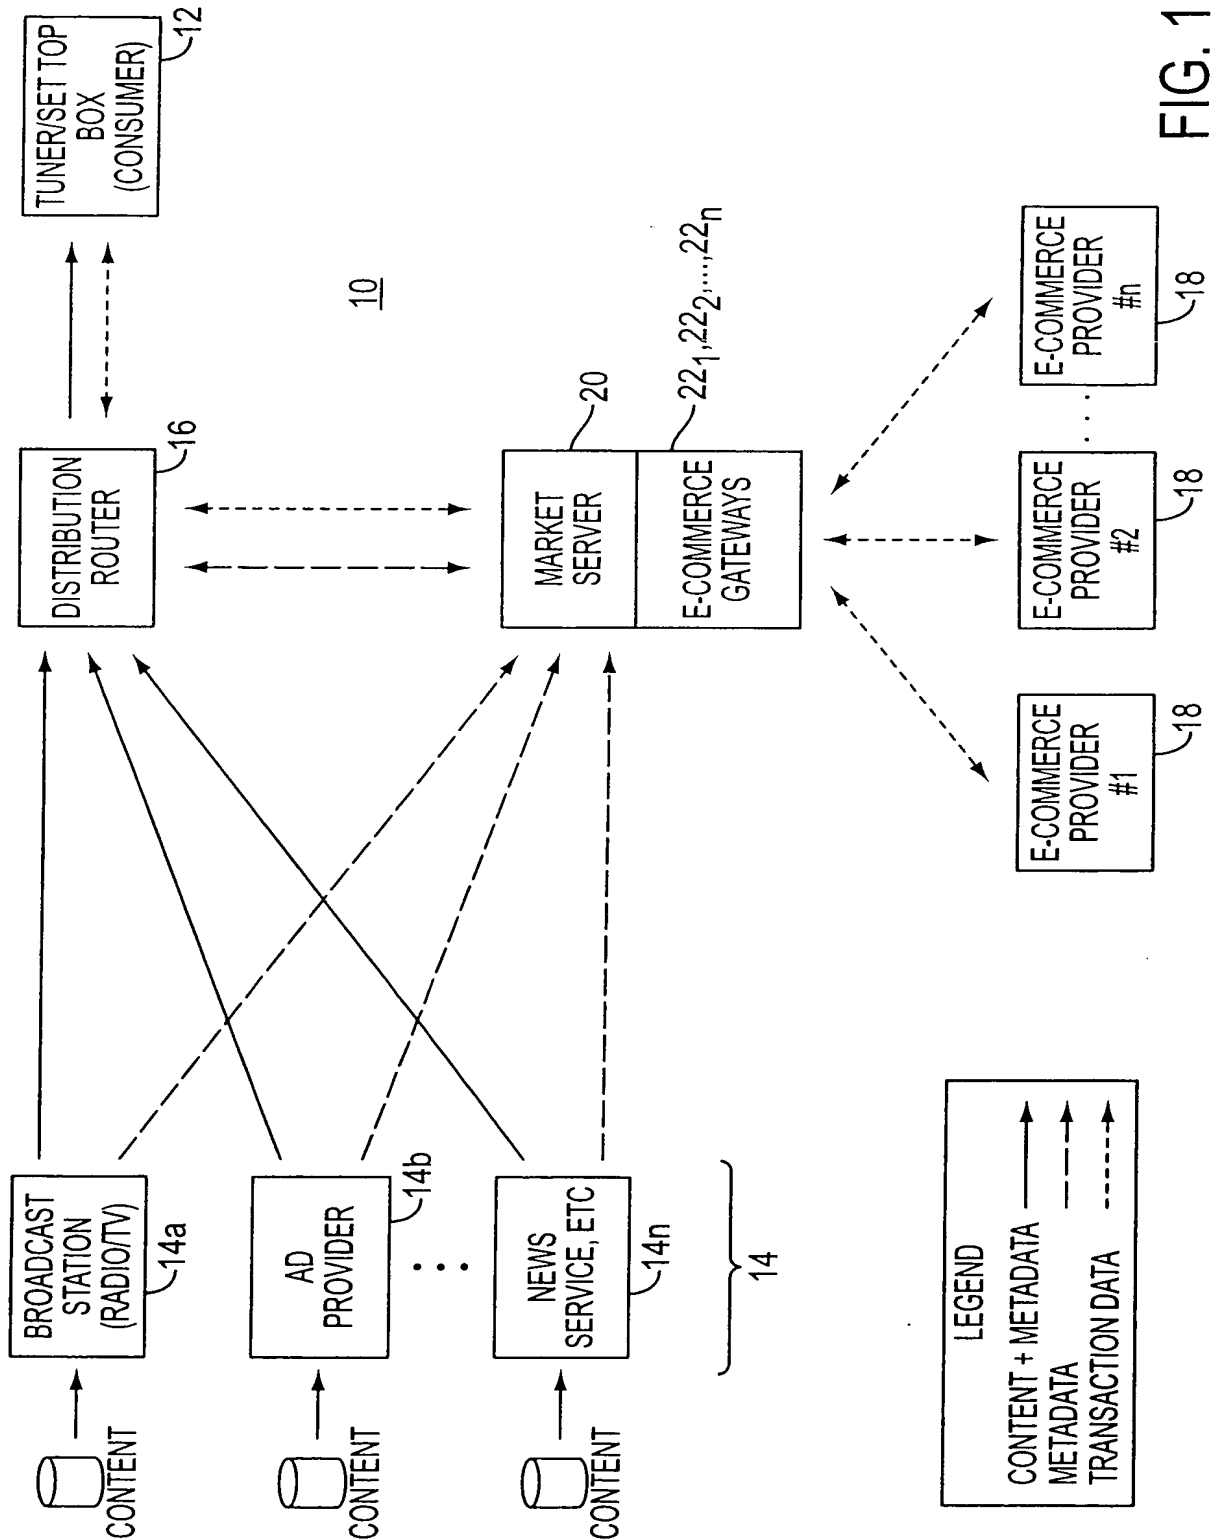 CONTENT
CONTENT
CONTENT
BROADCAST
STATION
(RADIO/TV)
14a
AD
PROVIDER
14b
NEWS
SERVICE, ETC
14n
14
DISTRIBUTION
ROUTER
16
TUNER/SET TOP
BOX
(CONSUMER)
12
10
MARKET
SERVER
20
E-COMMERCE
GATEWAYS
22₁,22₂,...,22ₙ
E-COMMERCE
PROVIDER
#1
18
E-COMMERCE
PROVIDER
#2
18
E-COMMERCE
PROVIDER
#n
18
LEGEND
CONTENT + METADATA
METADATA
TRANSACTION DATA
FIG. 1